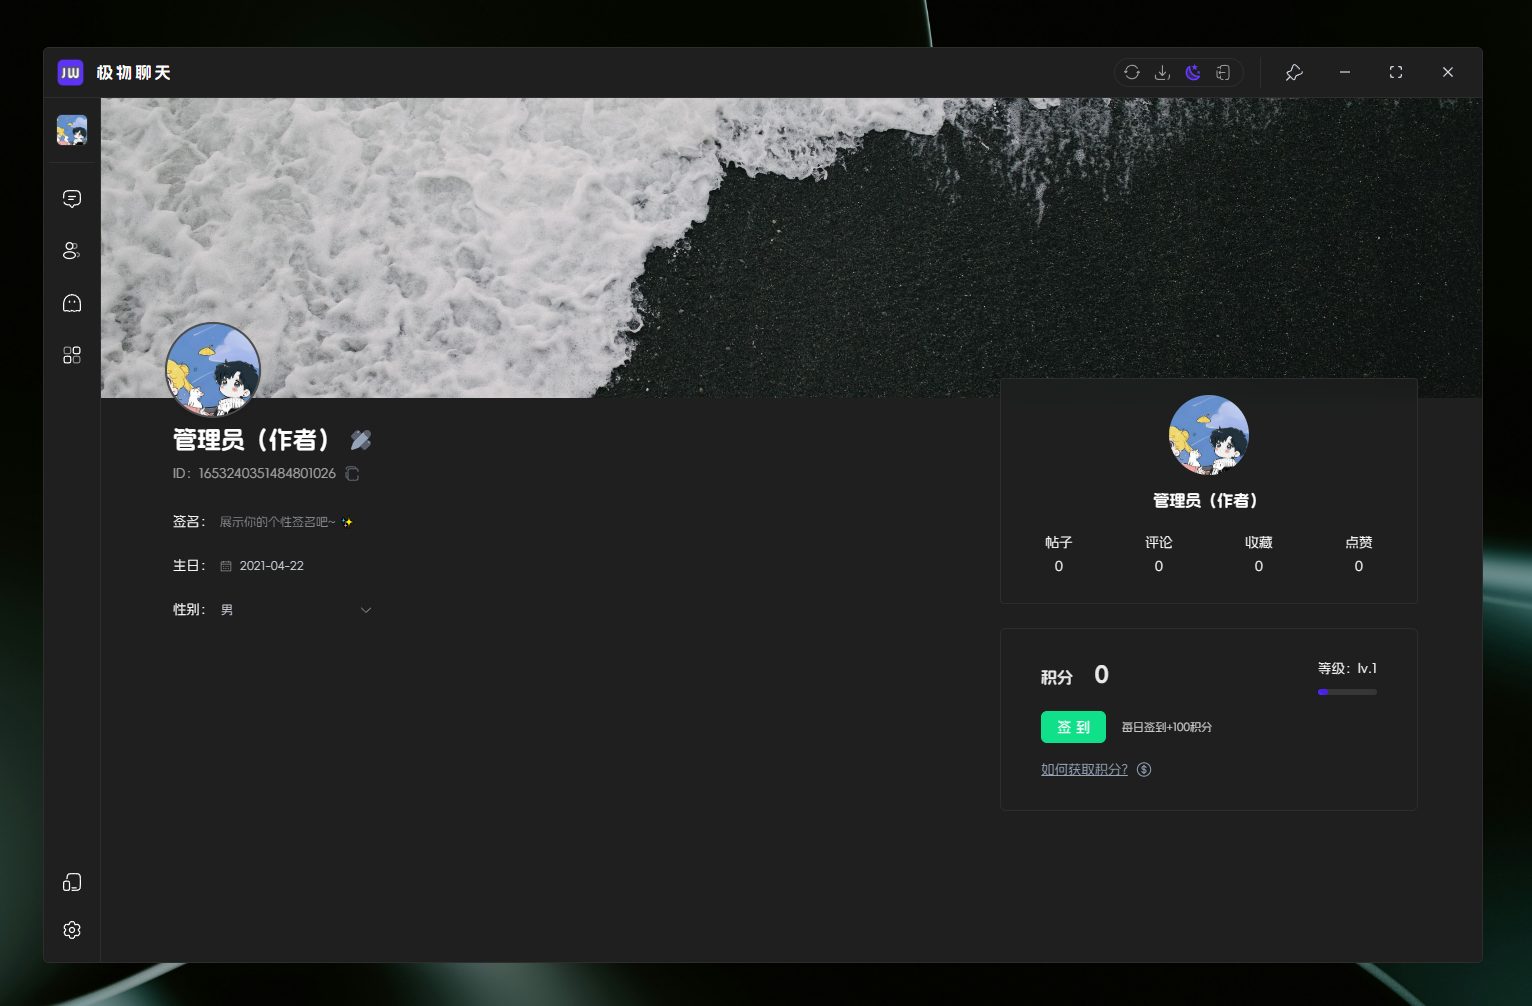 JW 极物聊天
管理员（作者）
ID：1653240351484801026
签名： 展示你的个性签名吧~ ✨
主日： 2021-04-22
性别： 男
管理员（作者）
帖子 评论 收藏 点赞
0 0 0 0
积分 0
等级：lv.1
签 到 每日签到+100积分
如何获取积分？